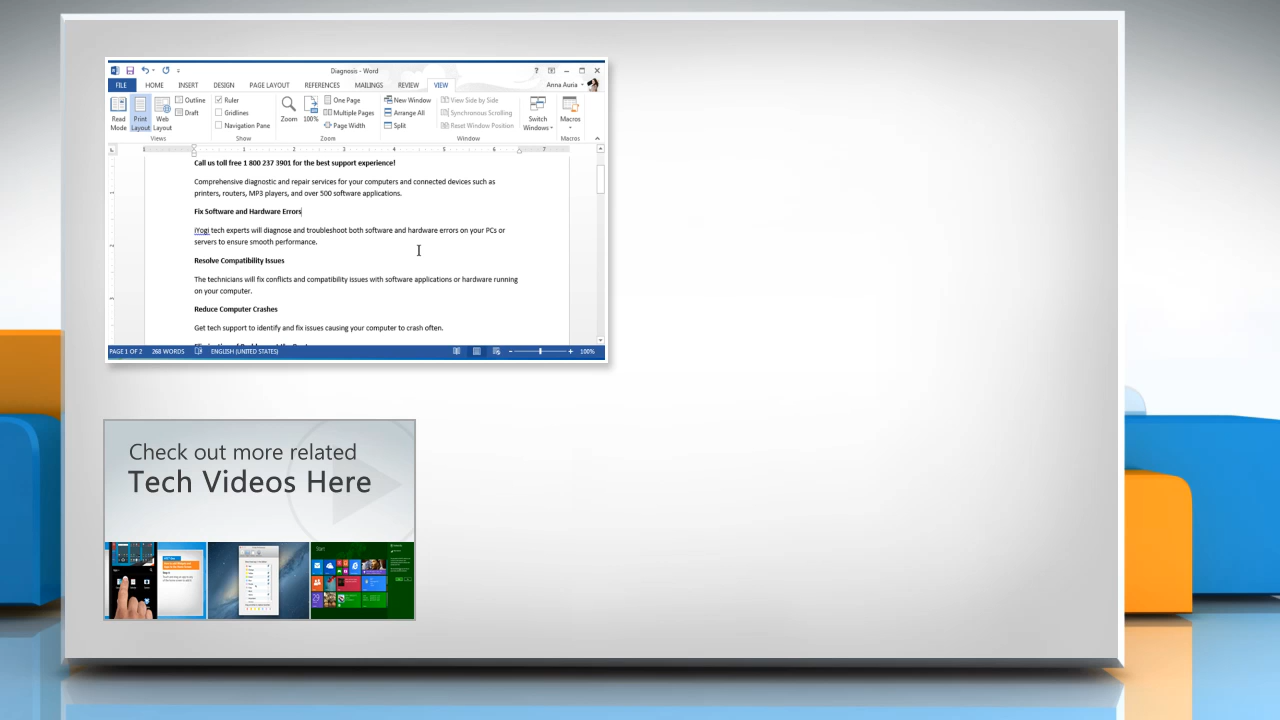 Diagnosis - Word
FILE HOME INSERT DESIGN PAGE LAYOUT REFERENCES MAILINGS REVIEW VIEW Anna Auria
Read Mode
Print Layout
Web Layout
Outline
Draft
Views
Ruler
Gridlines
Navigation Pane
Show
Zoom
100%
One Page
Multiple Pages
Page Width
Zoom
New Window
Arrange All
Split
View Side by Side
Synchronous Scrolling
Reset Window Position
Window
Switch Windows
Macros
Macros
Call us toll free 1 800 237 3901 for the best support experience!
Comprehensive diagnostic and repair services for your computers and connected devices such as
printers, routers, MP3 players, and over 500 software applications.
Fix Software and Hardware Errors
iYogi tech experts will diagnose and troubleshoot both software and hardware errors on your PCs or
servers to ensure smooth performance.
Resolve Compatibility Issues
The technicians will fix conflicts and compatibility issues with software applications or hardware running
on your computer.
Reduce Computer Crashes
Get tech support to identify and fix issues causing your computer to crash often.
PAGE 1 OF 2 268 WORDS ENGLISH (UNITED STATES) 100%
Check out more related
Tech Videos Here
Start